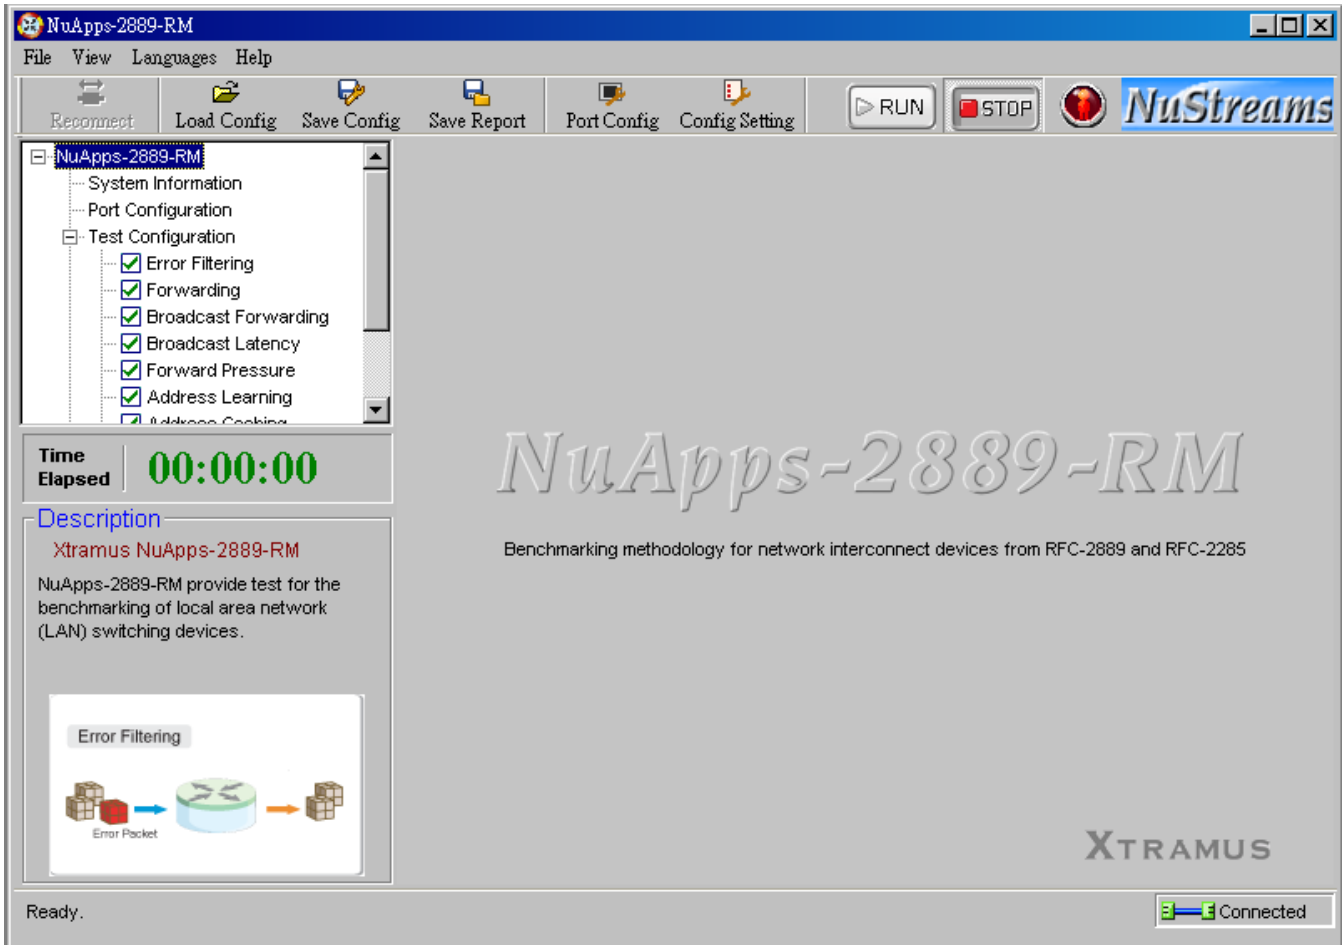 NuApps-2889-RM
File View Languages Help
Reconnect Load Config Save Config Save Report Port Config Config Setting RUN STOP NuStreams
NuApps-2889-RM
System Information
Port Configuration
Test Configuration
Error Filtering
Forwarding
Broadcast Forwarding
Broadcast Latency
Forward Pressure
Address Learning
Address Caching
Time
Elapsed
00:00:00
Description
Xtramus NuApps-2889-RM
NuApps-2889-RM provide test for the
benchmarking of local area network
(LAN) switching devices.
Error Filtering
Error Packet
NuApps-2889-RM
Benchmarking methodology for network interconnect devices from RFC-2889 and RFC-2285
XTRAMUS
Ready.
Connected